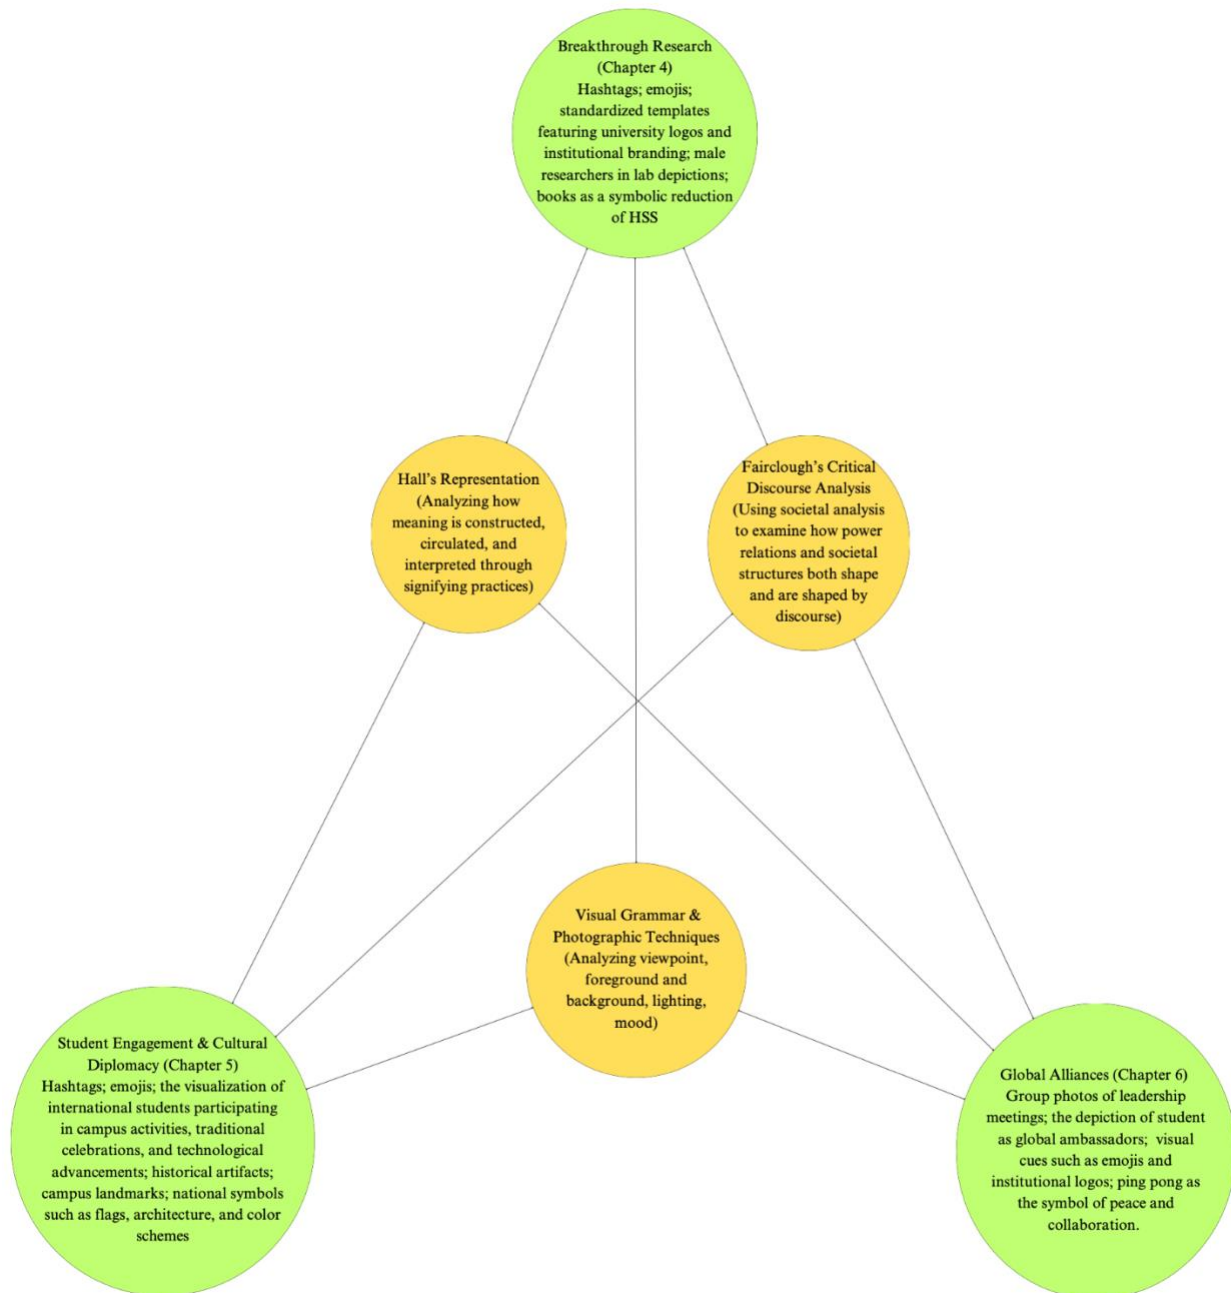 Breakthrough Research
(Chapter 4)
Hashtags; emojis;
standardized templates
featuring university logos and
institutional branding; male
researchers in lab depictions;
books as a symbolic reduction
of HSS
Hall's Representation
(Analyzing how
meaning is constructed,
circulated, and
interpreted through
signifying practices)
Fairclough's Critical
Discourse Analysis
(Using societal analysis
to examine how power
relations and societal
structures both shape
and are shaped by
discourse)
Visual Grammar &
Photographic Techniques
(Analyzing viewpoint,
foreground and
background, lighting,
mood)
Student Engagement & Cultural
Diplomacy (Chapter 5)
Hashtags; emojis; the visualization of
international students participating
in campus activities, traditional
celebrations, and technological
advancements; historical artifacts;
campus landmarks; national symbols
such as flags, architecture, and color
schemes
Global Alliances (Chapter 6)
Group photos of leadership
meetings; the depiction of student
as global ambassadors; visual
cues such as emojis and
institutional logos; ping pong as
the symbol of peace and
collaboration.